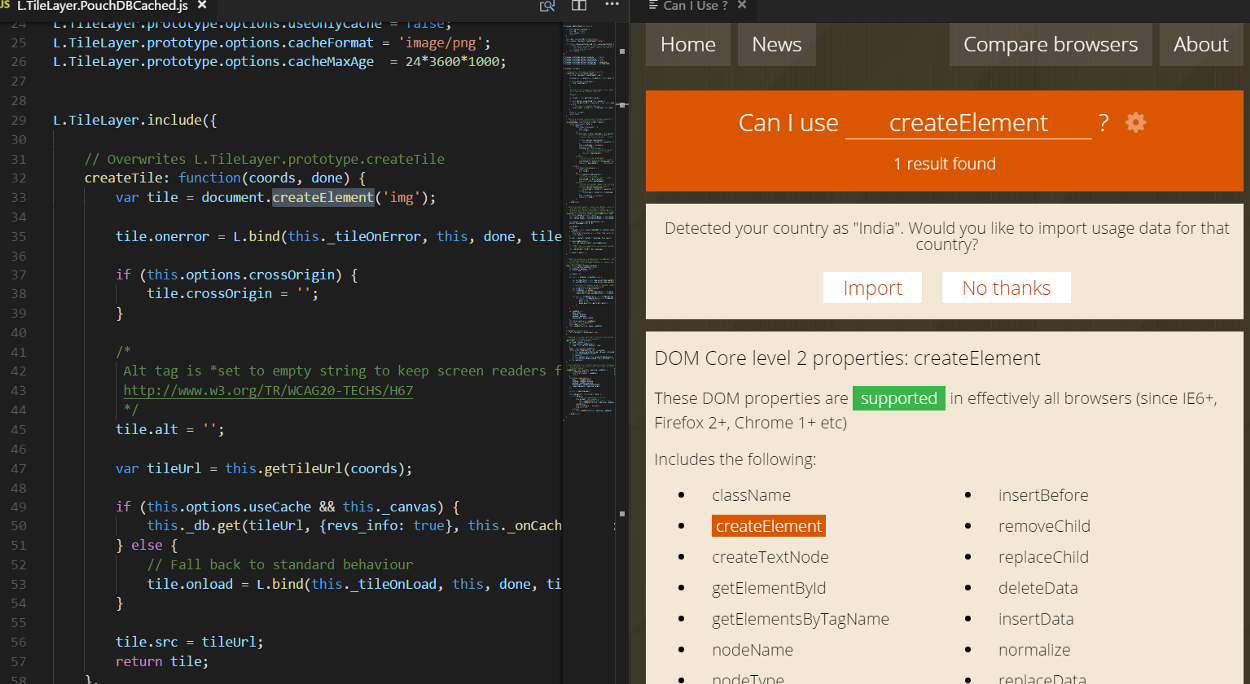 JS L.TileLayer.PouchDBCached.js ×
24 L.TileLayer.prototype.options.useOnlyCache = false;
25 L.TileLayer.prototype.options.cacheFormat = 'image/png';
26 L.TileLayer.prototype.options.cacheMaxAge  = 24*3600*1000;
27
28
29 L.TileLayer.include({
30
31     // Overwrites L.TileLayer.prototype.createTile
32     createTile: function(coords, done) {
33         var tile = document.createElement('img');
34
35         tile.onerror = L.bind(this._tileOnError, this, done, tile
36
37         if (this.options.crossOrigin) {
38             tile.crossOrigin = '';
39         }
40
41         /*
42          Alt tag is *set to empty string to keep screen readers f
43          http://www.w3.org/TR/WCAG20-TECHS/H67
44          */
45         tile.alt = '';
46
47         var tileUrl = this.getTileUrl(coords);
48
49         if (this.options.useCache && this._canvas) {
50             this._db.get(tileUrl, {revs_info: true}, this._onCach
51         } else {
52             // Fall back to standard behaviour
53             tile.onload = L.bind(this._tileOnLoad, this, done, ti
54         }
55
56         tile.src = tileUrl;
57         return tile;
58     },
Can I Use ? ×
Home News Compare browsers About
Can I use createElement ?
1 result found
Detected your country as "India". Would you like to import usage data for that
country?
Import No thanks
DOM Core level 2 properties: createElement
These DOM properties are supported in effectively all browsers (since IE6+,
Firefox 2+, Chrome 1+ etc)
Includes the following:
• className
• createElement
• createTextNode
• getElementById
• getElementsByTagName
• nodeName
• nodeType
• insertBefore
• removeChild
• replaceChild
• deleteData
• insertData
• normalize
• replaceData